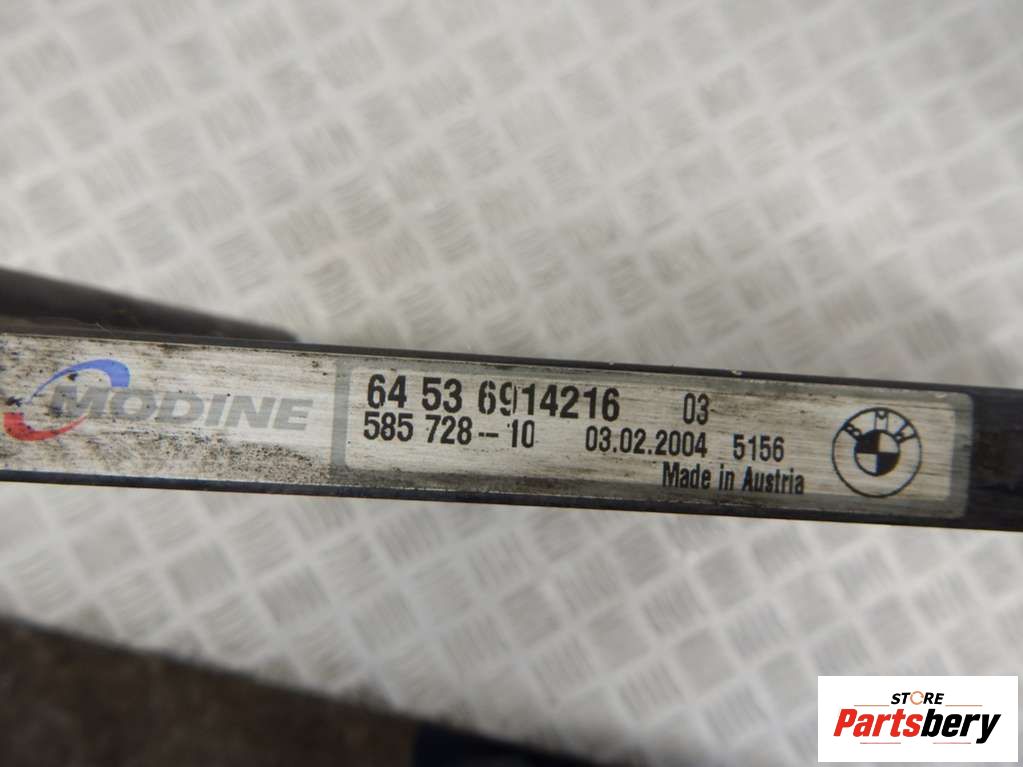 MODINE
64 53 6914216 03
585 728-10 03.02.2004 5156
Made in Austria
BMW
STORE
Partsbery